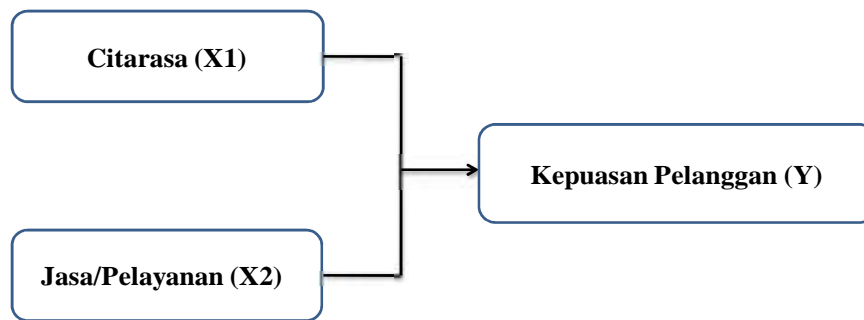 Citarasa (X1)
Kepuasan Pelanggan (Y)
Jasa/Pelayanan (X2)